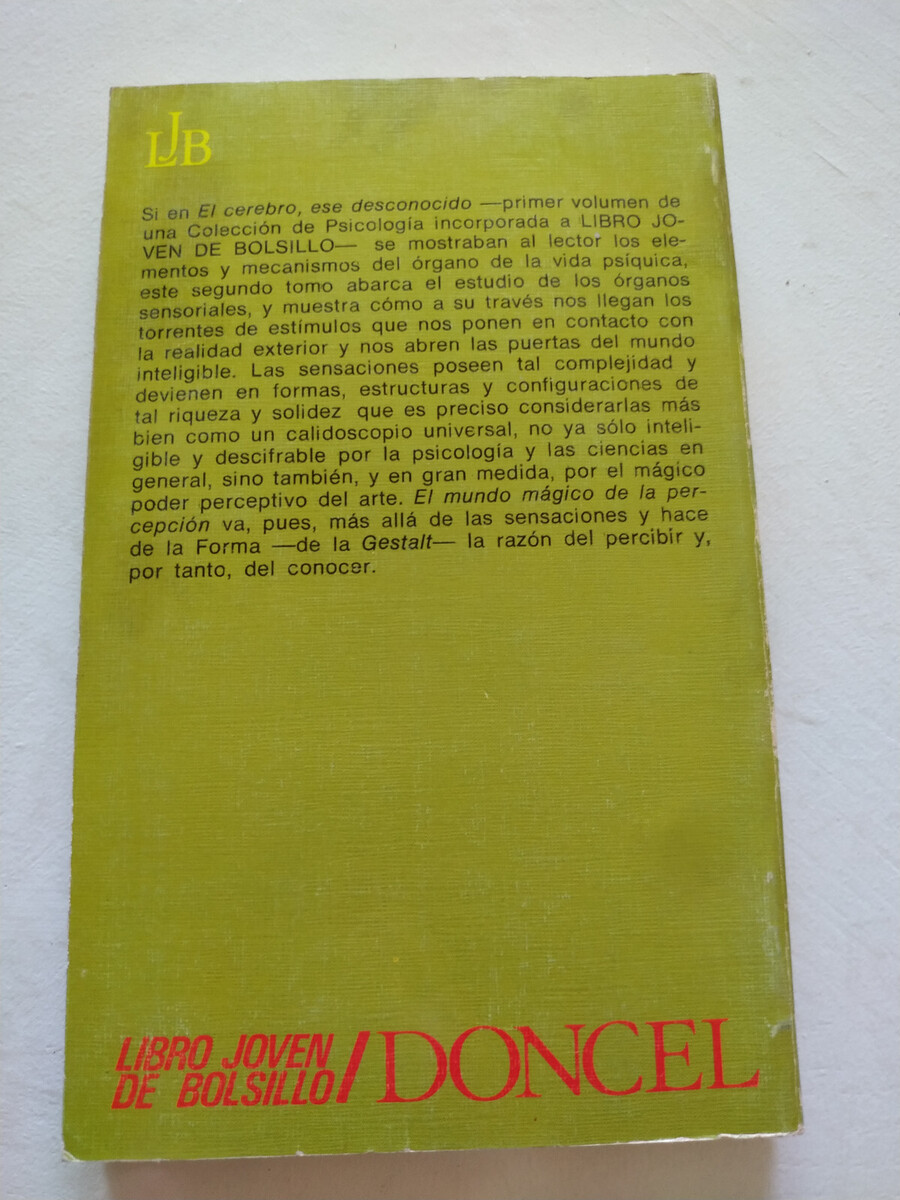 LJB
Si en El cerebro, ese desconocido —primer volumen de
una Colección de Psicología incorporada a LIBRO JO-
VEN DE BOLSILLO— se mostraban al lector los ele-
mentos y mecanismos del órgano de la vida psíquica,
este segundo tomo abarca el estudio de los órganos
sensoriales, y muestra cómo a su través nos llegan los
torrentes de estímulos que nos ponen en contacto con
la realidad exterior y nos abren las puertas del mundo
inteligible. Las sensaciones poseen tal complejidad y
devienen en formas, estructuras y configuraciones de
tal riqueza y solidez que es preciso considerarlas más
bien como un calidoscopio universal, no ya sólo inteli-
gible y descifrable por la psicología y las ciencias en
general, sino también, y en gran medida, por el mágico
poder perceptivo del arte. El mundo mágico de la per-
cepción va, pues, más allá de las sensaciones y hace
de la Forma —de la Gestalt— la razón del percibir y,
por tanto, del conocer.
LIBRO JOVEN
DE BOLSILLO/DONCEL